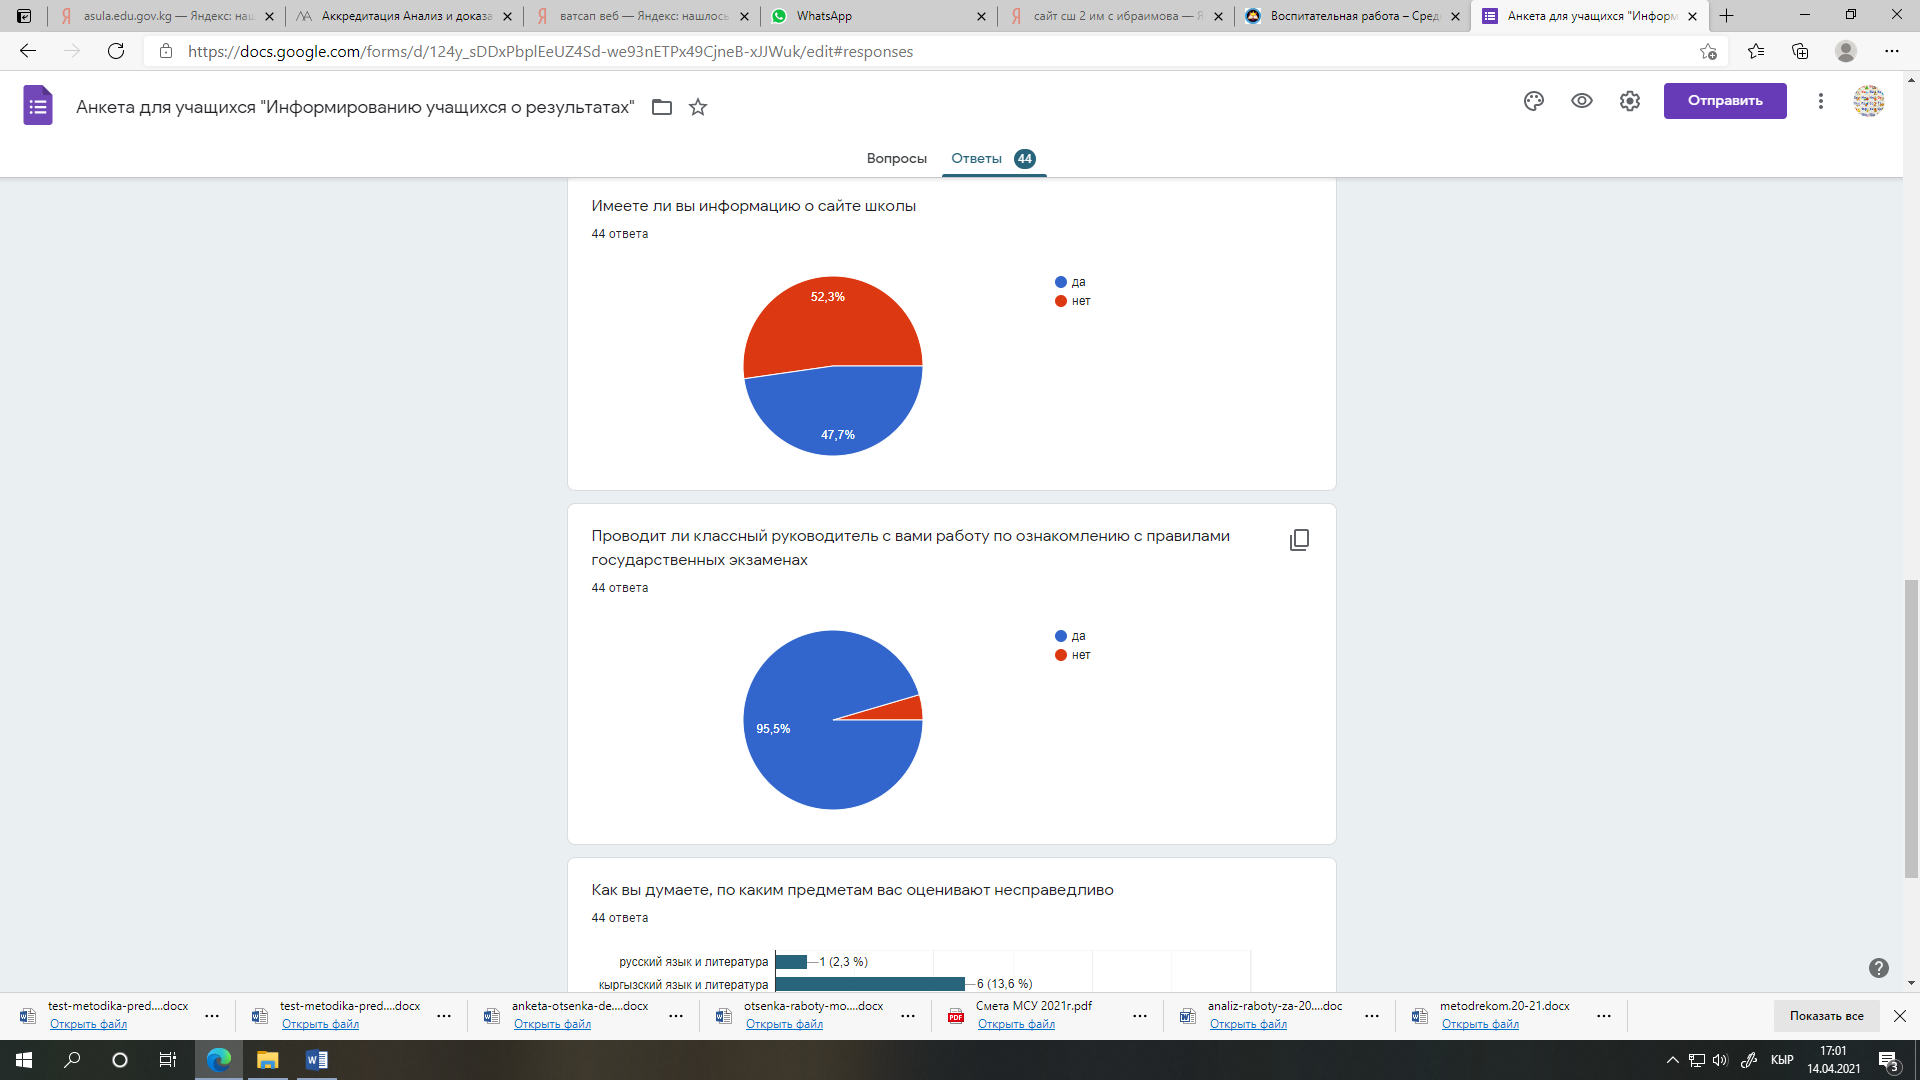 asula.edu.gov.kg — Яндекс: наш
Аккредитация Анализ и доказа
ватсап веб — Яндекс: нашлось
WhatsApp
сайт сш 2 им с ибраимова — Я
Воспитательная работа – Сред
Анкета для учащихся "Информ
https://docs.google.com/forms/d/124y_sDDxPbplEeUZ4Sd-we93nETPx49CjneB-xJJWuk/edit#responses
Анкета для учащихся "Информированию учащихся о результатах"
Отправить
Вопросы
Ответы 44
Имеете ли вы информацию о сайте школы
44 ответа
да
нет
52,3%
47,7%
Проводит ли классный руководитель с вами работу по ознакомлению с правилами
государственных экзаменах
44 ответа
да
нет
95,5%
Как вы думаете, по каким предметам вас оценивают несправедливо
44 ответа
русский язык и литература 1 (2,3 %)
кыргызский язык и литература 6 (13,6 %)
test-metodika-pred....docx
Открыть файл
test-metodika-pred....docx
Открыть файл
anketa-otsenka-de....docx
Открыть файл
otsenka-raboty-mo....docx
Открыть файл
Смета МСУ 2021г.pdf
Открыть файл
analiz-raboty-za-20....doc
Открыть файл
metodrekom.20-21.docx
Открыть файл
Показать все
КЫР
17:01
14.04.2021
3